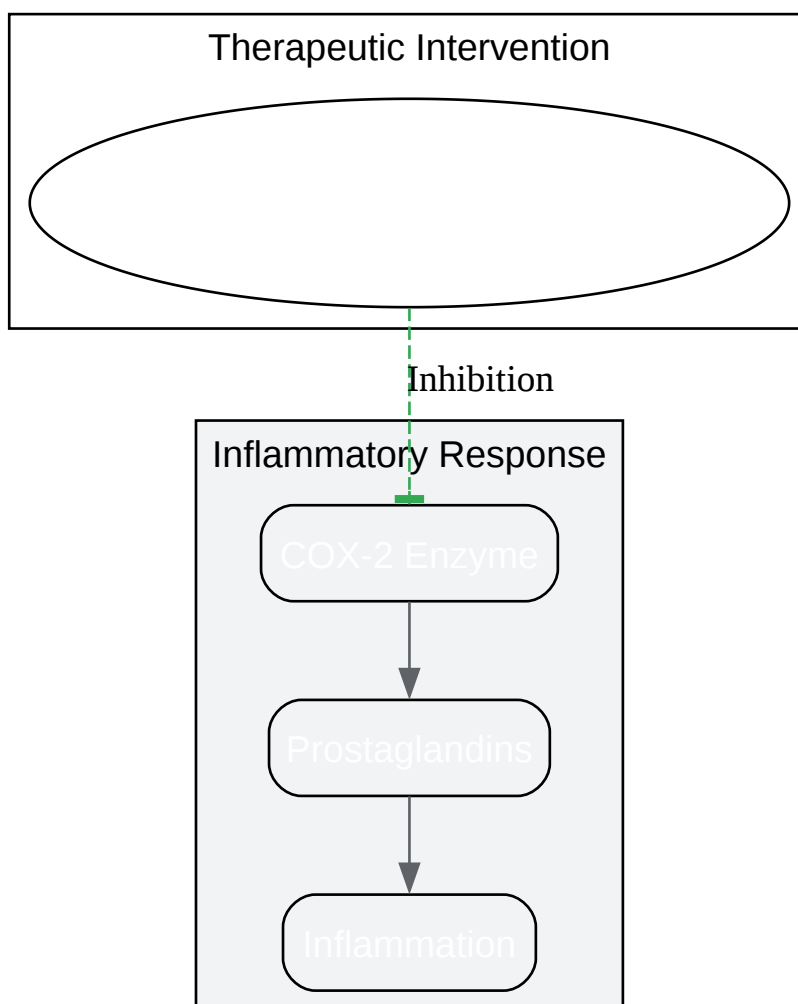 Therapeutic Intervention
Inhibition
Inflammatory Response
COX-2 Enzyme
Prostaglandins
Inflammation